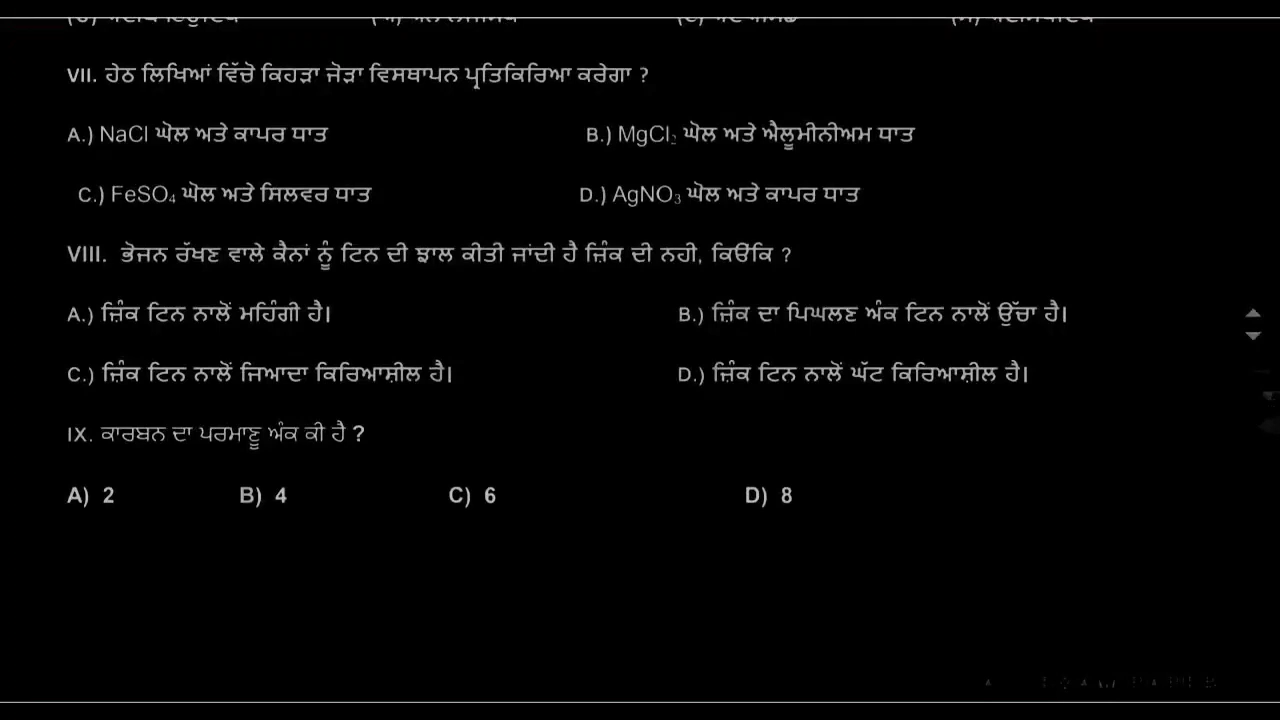 VII. ਹੇਠ ਲਿਖਿਆਂ ਵਿੱਚੋ ਕਿਹੜਾ ਜੋੜਾ ਵਿਸਥਾਪਨ ਪ੍ਰਤਿਕਿਰਿਆ ਕਰੇਗਾ ?
A.) NaCl ਘੋਲ ਅਤੇ ਕਾਪਰ ਧਾਤ B.) MgCl₂ ਘੋਲ ਅਤੇ ਐਲੂਮੀਨੀਅਮ ਧਾਤ
C.) FeSO₄ ਘੋਲ ਅਤੇ ਸਿਲਵਰ ਧਾਤ D.) AgNO₃ ਘੋਲ ਅਤੇ ਕਾਪਰ ਧਾਤ
VIII. ਭੋਜਨ ਰੱਖਣ ਵਾਲੇ ਕੈਨਾਂ ਨੂੰ ਟਿਨ ਦੀ ਝਾਲ ਕੀਤੀ ਜਾਂਦੀ ਹੈ ਜ਼ਿੰਕ ਦੀ ਨਹੀ, ਕਿਓਂਕਿ ?
A.) ਜ਼ਿੰਕ ਟਿਨ ਨਾਲੋਂ ਮਹਿੰਗੀ ਹੈ। B.) ਜ਼ਿੰਕ ਦਾ ਪਿਘਲਣ ਅੰਕ ਟਿਨ ਨਾਲੋਂ ਉੱਚਾ ਹੈ।
C.) ਜ਼ਿੰਕ ਟਿਨ ਨਾਲੋਂ ਜਿਆਦਾ ਕਿਰਿਆਸ਼ੀਲ ਹੈ। D.) ਜ਼ਿੰਕ ਟਿਨ ਨਾਲੋਂ ਘੱਟ ਕਿਰਿਆਸ਼ੀਲ ਹੈ।
IX. ਕਾਰਬਨ ਦਾ ਪਰਮਾਣੂ ਅੰਕ ਕੀ ਹੈ ?
A) 2 B) 4 C) 6 D) 8